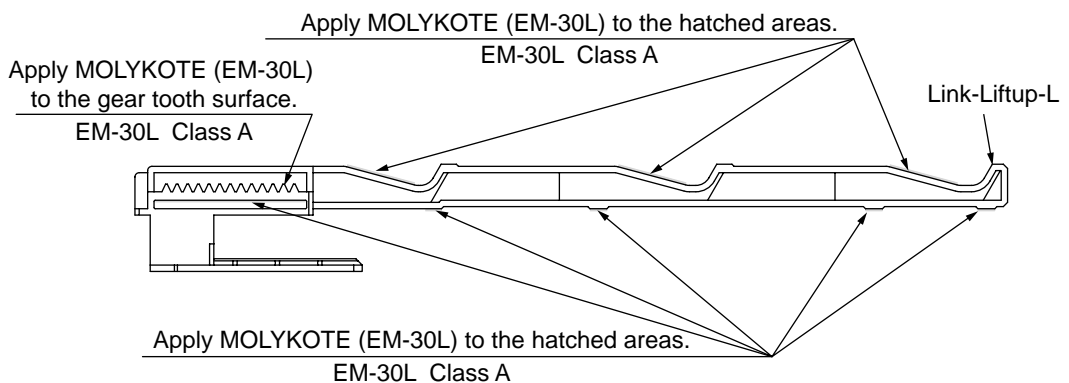 Apply MOLYKOTE (EM-30L) to the hatched areas.
EM-30L Class A
Apply MOLYKOTE (EM-30L)
to the gear tooth surface.
EM-30L Class A
Link-Liftup-L
Apply MOLYKOTE (EM-30L) to the hatched areas.
EM-30L Class A